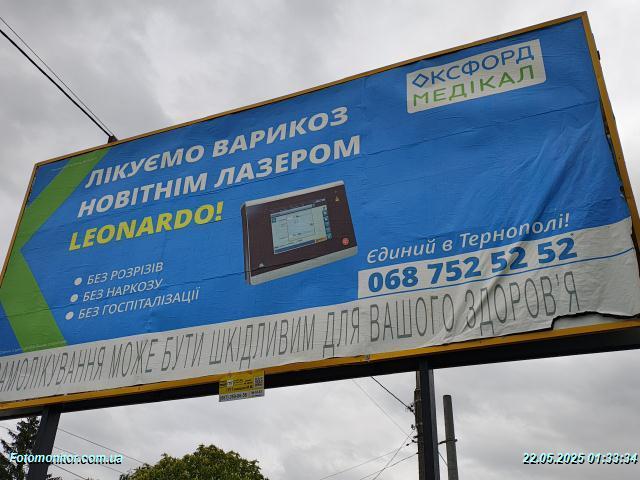 ОКСФОРД
МЕДІКАЛ
ЛІКУЄМО ВАРИКОЗ
НОВІТНІМ ЛАЗЕРОМ
LEONARDO!
БЕЗ РОЗРІЗІВ
БЕЗ НАРКОЗУ
БЕЗ ГОСПІТАЛІЗАЦІЇ
Єдиний в Тернополі!
068 752 52 52
АМОЛІКУВАННЯ МОЖЕ БУТИ ШКІДЛИВИМ ДЛЯ ВАШОГО ЗДОРОВ'Я
Fotomonitor.com.ua
22.05.2025 01:33:34